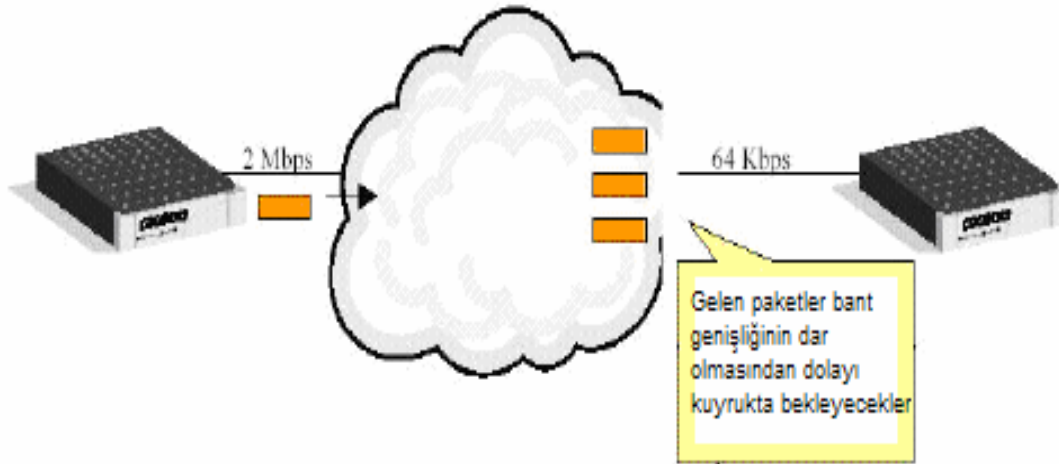 2 Mbps
64 Kbps
Gelen paketler bant
genişliğinin dar
olmasından dolayı
kuyrukta bekleyecekler